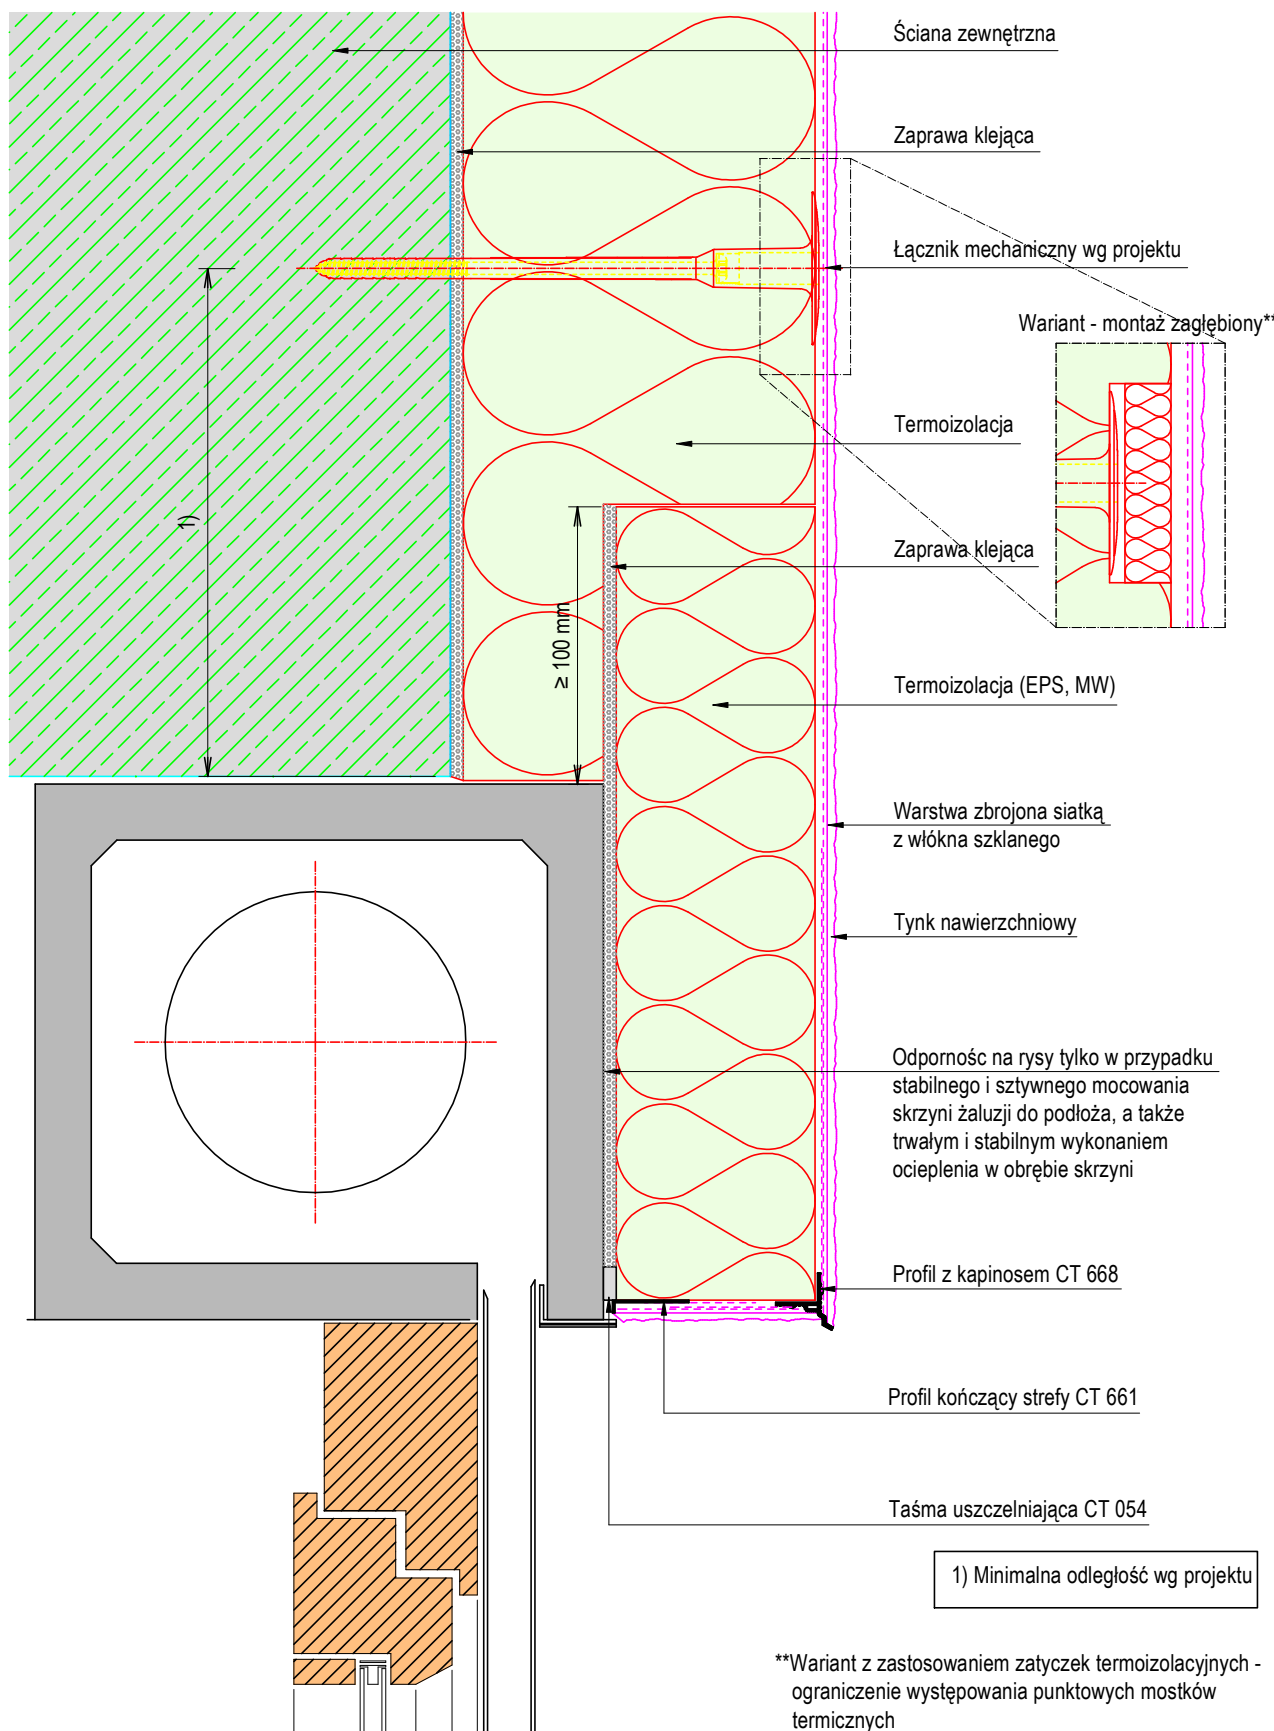 Ściana zewnętrzna
Zaprawa klejąca
Łącznik mechaniczny wg projektu
Wariant - montaż zagłębiony**
Termoizolacja
1)
Zaprawa klejąca
≥ 100 mm
Termoizolacja (EPS, MW)
Warstwa zbrojona siatką
z włókna szklanego
Tynk nawierzchniowy
Odpornośc na rysy tylko w przypadku
stabilnego i sztywnego mocowania
skrzyni żaluzji do podłoża, a także
trwałym i stabilnym wykonaniem
ocieplenia w obrębie skrzyni
Profil z kapinosem CT 668
Profil kończący strefy CT 661
Taśma uszczelniająca CT 054
1) Minimalna odległość wg projektu
**Wariant z zastosowaniem zatyczek termoizolacyjnych -
ograniczenie występowania punktowych mostków
termicznych